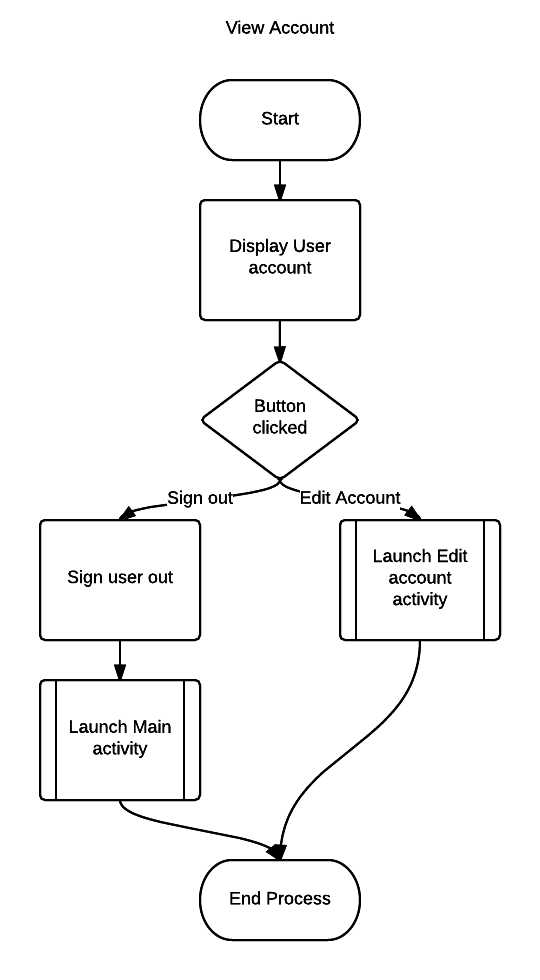 View Account
Start
Display User
account
Button
clicked
Sign out
Edit Account
Sign user out
Launch Edit
account
activity
Launch Main
activity
End Process